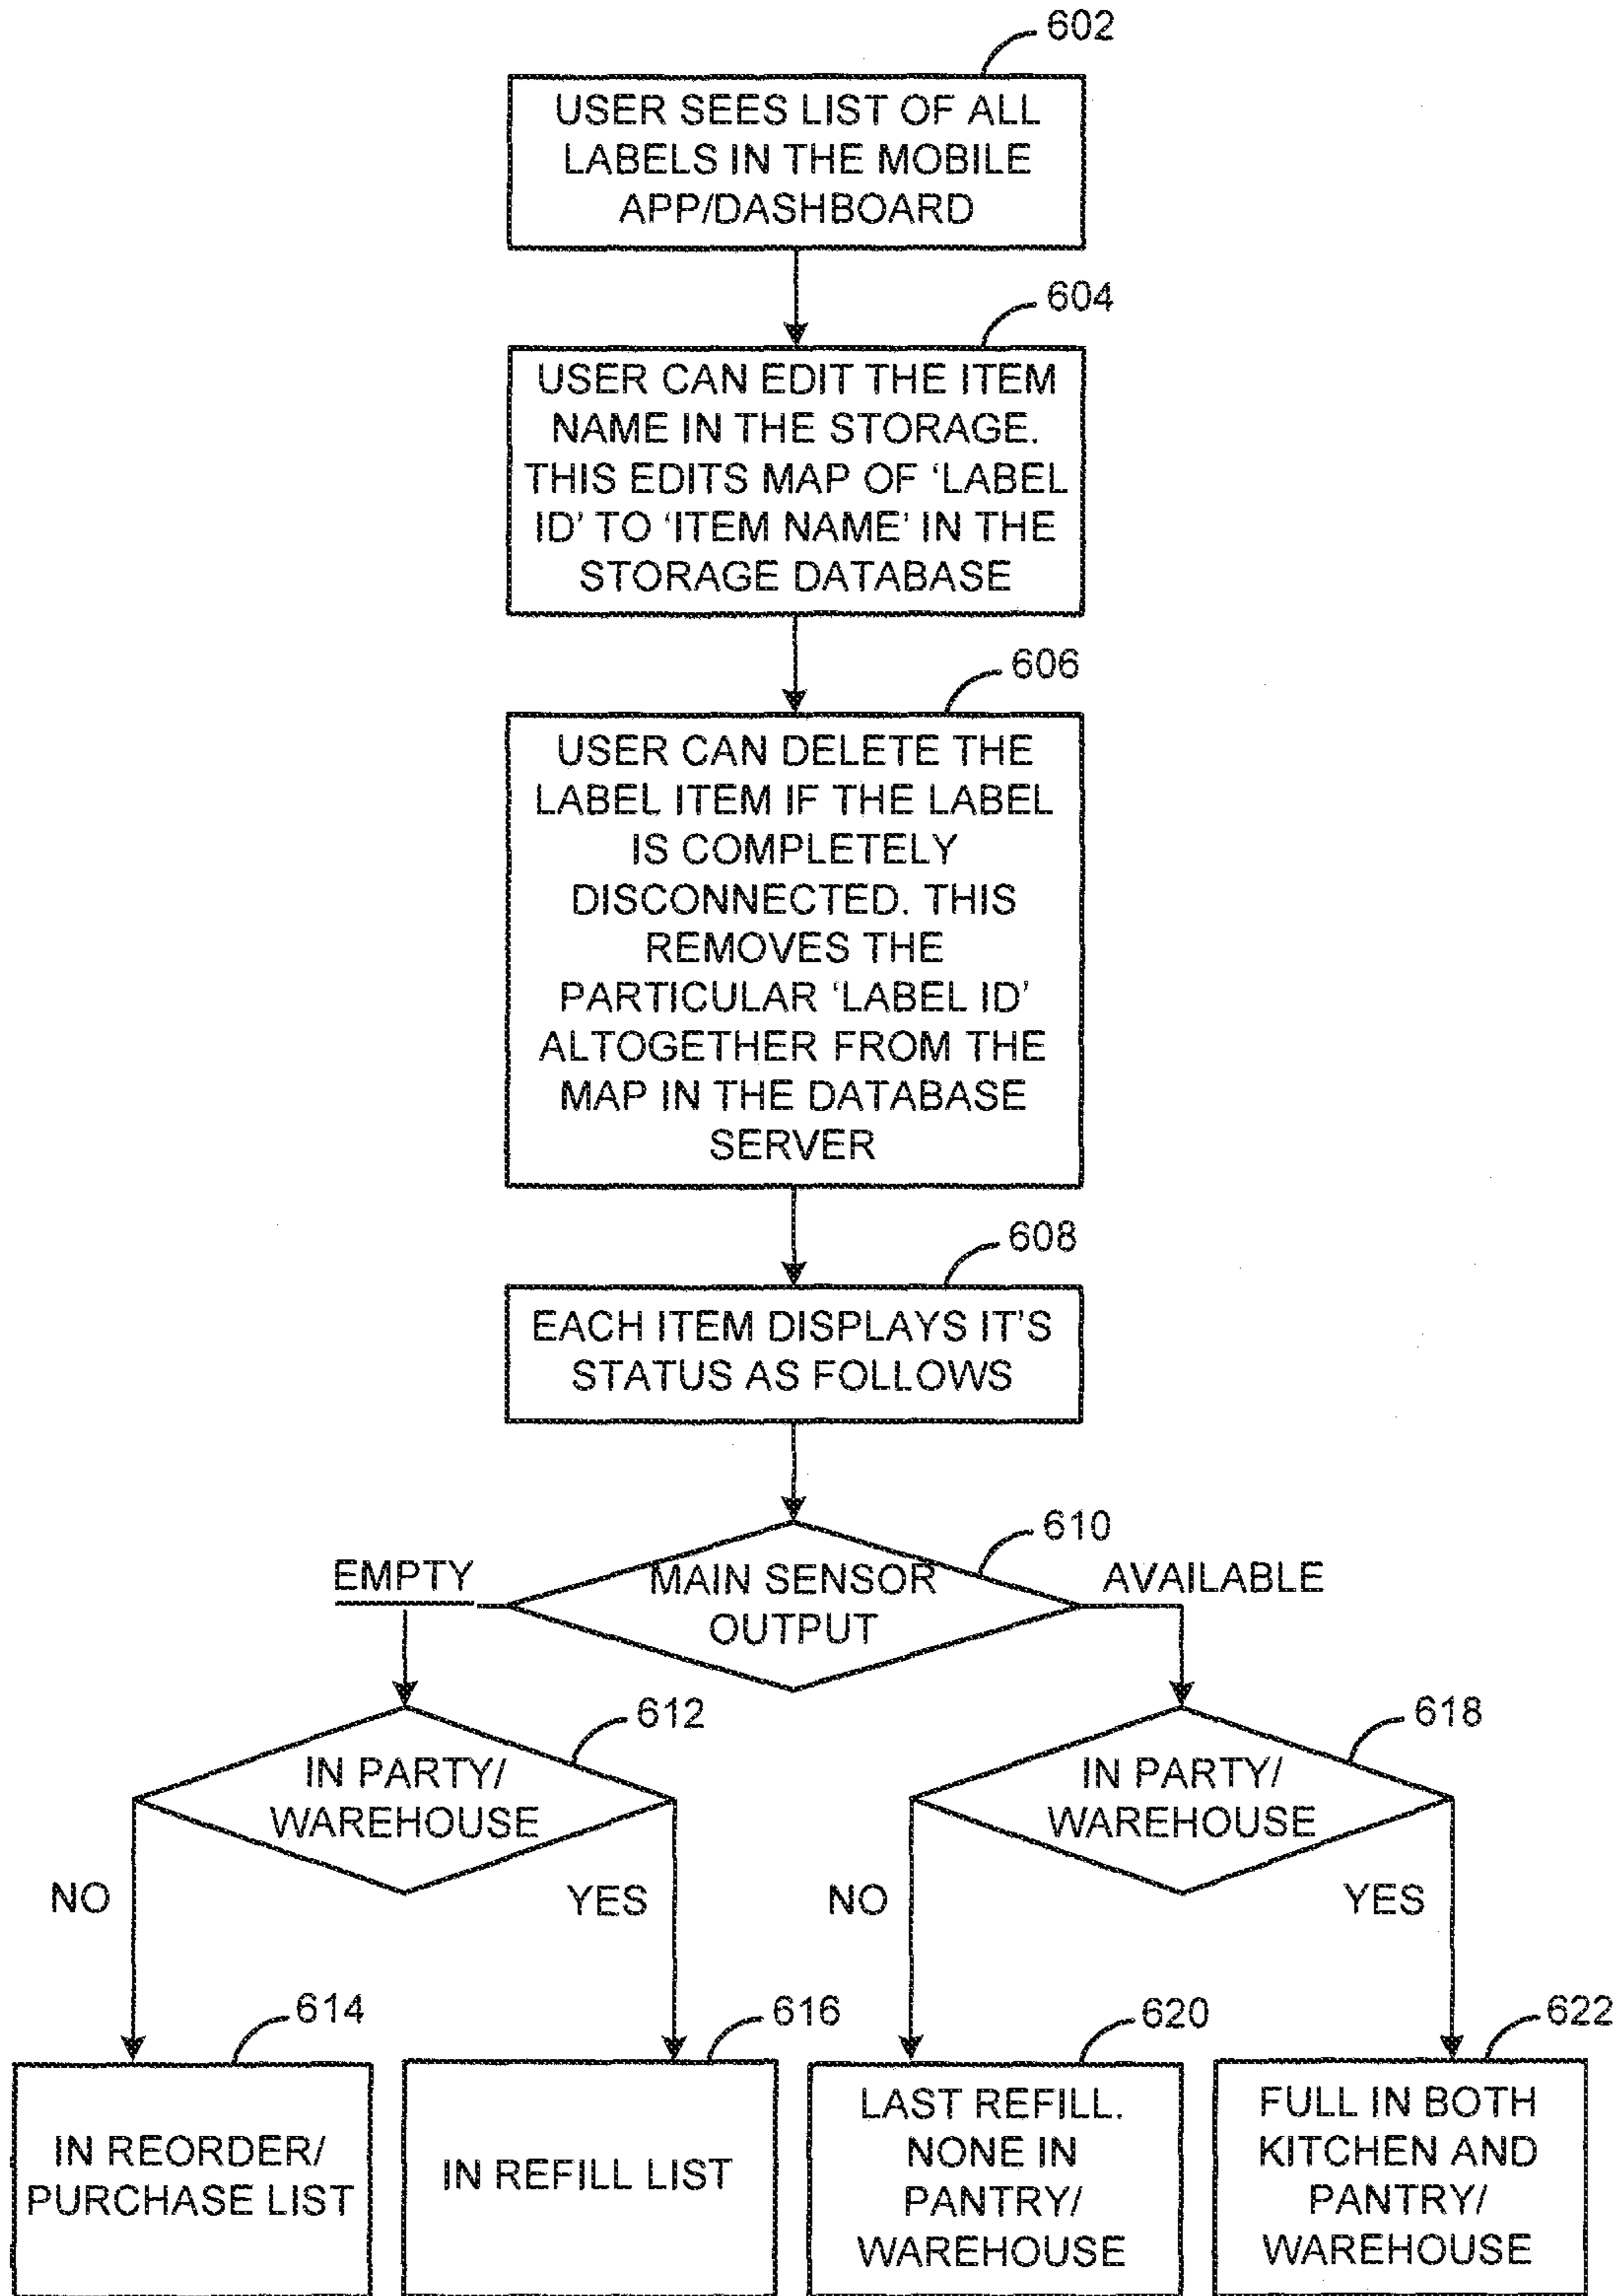 602
USER SEES LIST OF ALL
LABELS IN THE MOBILE
APP/DASHBOARD
604
USER CAN EDIT THE ITEM
NAME IN THE STORAGE.
THIS EDITS MAP OF ‘LABEL
ID’ TO ‘ITEM NAME’ IN THE
STORAGE DATABASE
606
USER CAN DELETE THE
LABEL ITEM IF THE LABEL
IS COMPLETELY
DISCONNECTED. THIS
REMOVES THE
PARTICULAR ‘LABEL ID’
ALTOGETHER FROM THE
MAP IN THE DATABASE
SERVER
608
EACH ITEM DISPLAYS IT’S
STATUS AS FOLLOWS
610
EMPTY
MAIN SENSOR
OUTPUT
AVAILABLE
612
IN PARTY/
WAREHOUSE
618
IN PARTY/
WAREHOUSE
NO
YES
NO
YES
614
IN REORDER/
PURCHASE LIST
616
IN REFILL LIST
620
LAST REFILL.
NONE IN
PANTRY/
WAREHOUSE
622
FULL IN BOTH
KITCHEN AND
PANTRY/
WAREHOUSE